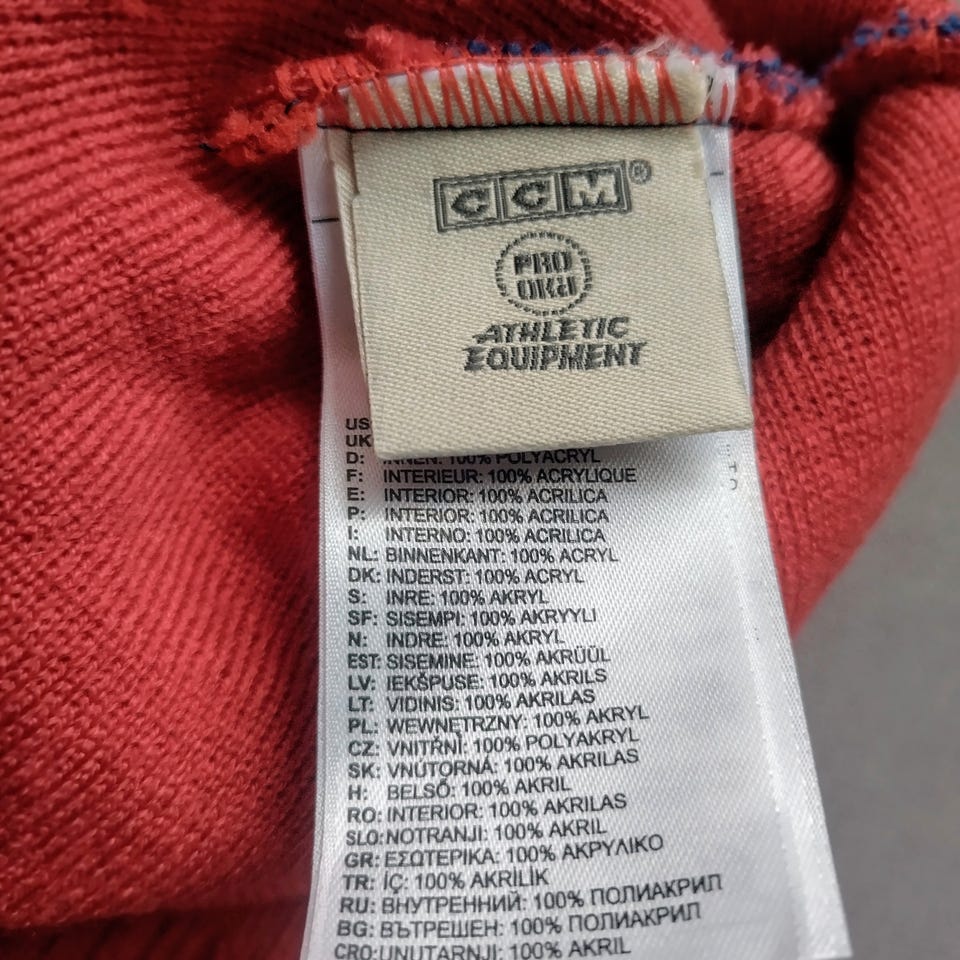 CCM®
PRO
ATHLETIC
EQUIPMENT
US
UK
D: INNEN: 100% POLYACRYL
F: INTERIEUR: 100% ACRYLIQUE
E: INTERIOR: 100% ACRILICA
P: INTERIOR: 100% ACRILICA
I: INTERNO: 100% ACRILICA
NL: BINNENKANT: 100% ACRYL
DK: INDERST: 100% ACRYL
S: INRE: 100% AKRYL
SF: SISEMPI: 100% AKRYYLI
N: INDRE: 100% AKRYL
EST: SISEMINE: 100% AKRÜÜL
LV: IEKŠPUSE: 100% AKRILS
LT: VIDINIS: 100% AKRILAS
PL: WEWNĘTRZNY: 100% AKRYL
CZ: VNITŘNÍ: 100% POLYAKRYL
SK: VNÚTORNÁ: 100% AKRILAS
H: BELSŐ: 100% AKRIL
RO: INTERIOR: 100% AKRILAS
SLO: NOTRANJI: 100% AKRIL
GR: ΕΣΩΤΕΡΙΚΑ: 100% ΑΚΡΥΛΙΚΟ
TR: İÇ: 100% AKRİLİK
RU: ВНУТРЕННИЙ: 100% ПОЛИАКРИЛ
BG: ВЪТРЕШЕН: 100% ПОЛИАКРИЛ
CRO: UNUTARNJI: 100% AKRIL